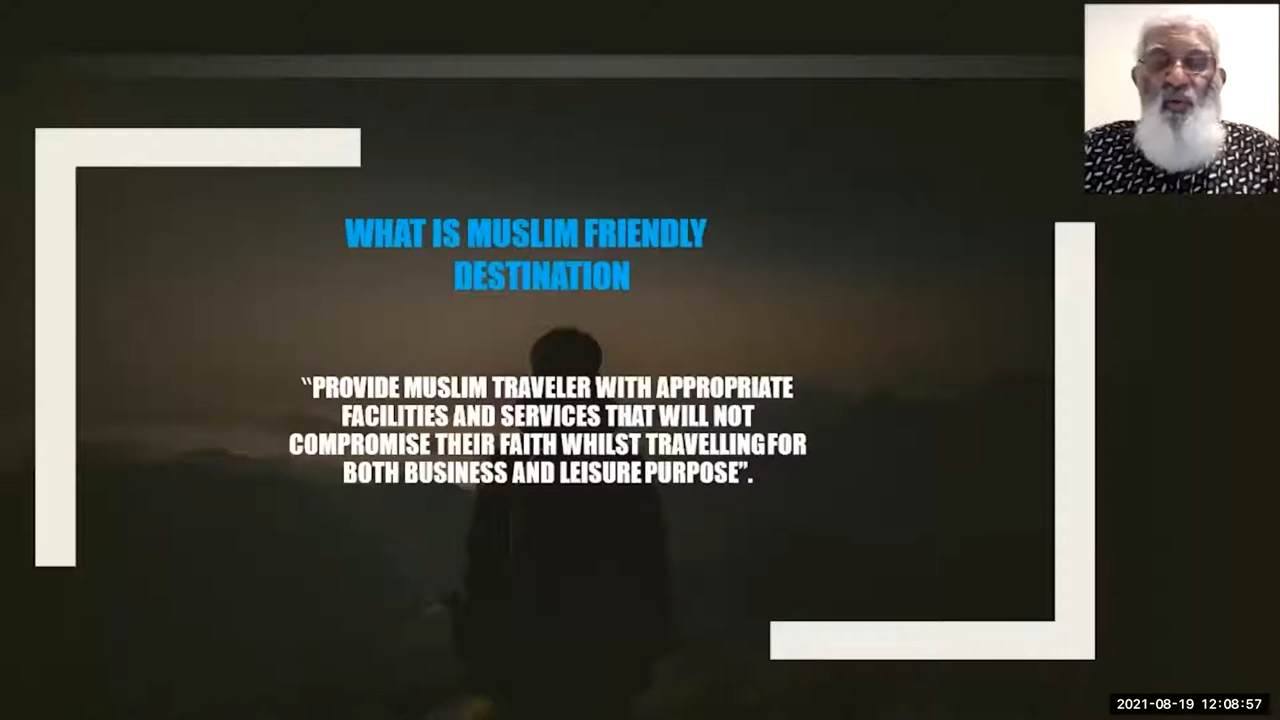 WHAT IS MUSLIM FRIENDLY
DESTINATION
“PROVIDE MUSLIM TRAVELER WITH APPROPRIATE
FACILITIES AND SERVICES THAT WILL NOT
COMPROMISE THEIR FAITH WHILST TRAVELLING FOR
BOTH BUSINESS AND LEISURE PURPOSE”.
2021-08-19 12:08:57